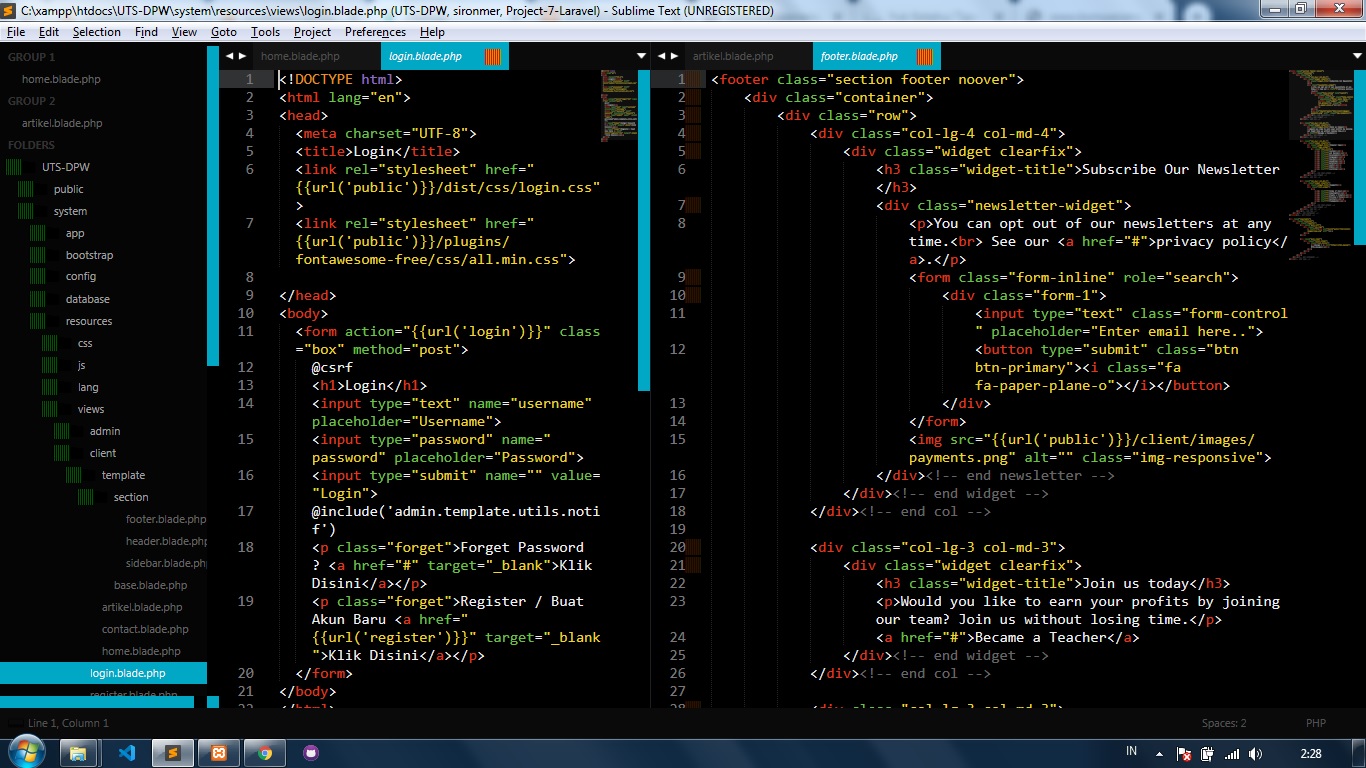 C:\xampp\htdocs\UTS-DPW\system\resources\views\login.blade.php (UTS-DPW, sironmer, Project-7-Laravel) - Sublime Text (UNREGISTERED)
File Edit Selection Find View Goto Tools Project Preferences Help
GROUP 1
home.blade.php
GROUP 2
artikel.blade.php
FOLDERS
UTS-DPW
public
system
app
bootstrap
config
database
resources
css
js
lang
views
admin
client
template
section
footer.blade.php
header.blade.php
sidebar.blade.php
base.blade.php
artikel.blade.php
contact.blade.php
home.blade.php
login.blade.php
register.blade.php
home.blade.php login.blade.php
1 <!DOCTYPE html>
2 <html lang="en">
3 <head>
4 <meta charset="UTF-8">
5 <title>Login</title>
6 <link rel="stylesheet" href="
{{url('public')}}/dist/css/login.css"
>
7 <link rel="stylesheet" href="
{{url('public')}}/plugins/
fontawesome-free/css/all.min.css">
8
9 </head>
10 <body>
11 <form action="{{url('login')}}" class
="box" method="post">
12 @csrf
13 <h1>Login</h1>
14 <input type="text" name="username"
placeholder="Username">
15 <input type="password" name="
password" placeholder="Password">
16 <input type="submit" name="" value=
"Login">
17 @include('admin.template.utils.noti
f')
18 <p class="forget">Forget Password
? <a href="#" target="_blank">Klik
Disini</a></p>
19 <p class="forget">Register / Buat
Akun Baru <a href="
{{url('register')}}" target="_blank
">Klik Disini</a></p>
20 </form>
21 </body>
22 </html>
artikel.blade.php footer.blade.php
1 <footer class="section footer noover">
2 <div class="container">
3 <div class="row">
4 <div class="col-lg-4 col-md-4">
5 <div class="widget clearfix">
6 <h3 class="widget-title">Subscribe Our Newsletter
</h3>
7 <div class="newsletter-widget">
8 <p>You can opt out of our newsletters at any
time.<br> See our <a href="#">privacy policy</
a>.</p>
9 <form class="form-inline" role="search">
10 <div class="form-1">
11 <input type="text" class="form-control
" placeholder="Enter email here..">
12 <button type="submit" class="btn
btn-primary"><i class="fa
fa-paper-plane-o"></i></button>
13 </div>
14 </form>
15 <img src="{{url('public')}}/client/images/
payments.png" alt="" class="img-responsive">
16 </div><!-- end newsletter -->
17 </div><!-- end widget -->
18 </div><!-- end col -->
19
20 <div class="col-lg-3 col-md-3">
21 <div class="widget clearfix">
22 <h3 class="widget-title">Join us today</h3>
23 <p>Would you like to earn your profits by joining
our team? Join us without losing time.</p>
24 <a href="#">Became a Teacher</a>
25 </div><!-- end widget -->
26 </div><!-- end col -->
27
28 <div class="col-lg-3 col-md-3">
Line 1, Column 1 Spaces: 2 PHP
IN 2:28